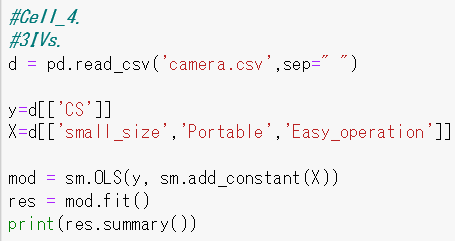 #Cell_4.
#3IVs.
d = pd.read_csv('camera.csv',sep=" ")
y=d[['CS']]
X=d[['small_size','Portable','Easy_operation']]
mod = sm.OLS(y, sm.add_constant(X))
res = mod.fit()
print(res.summary())